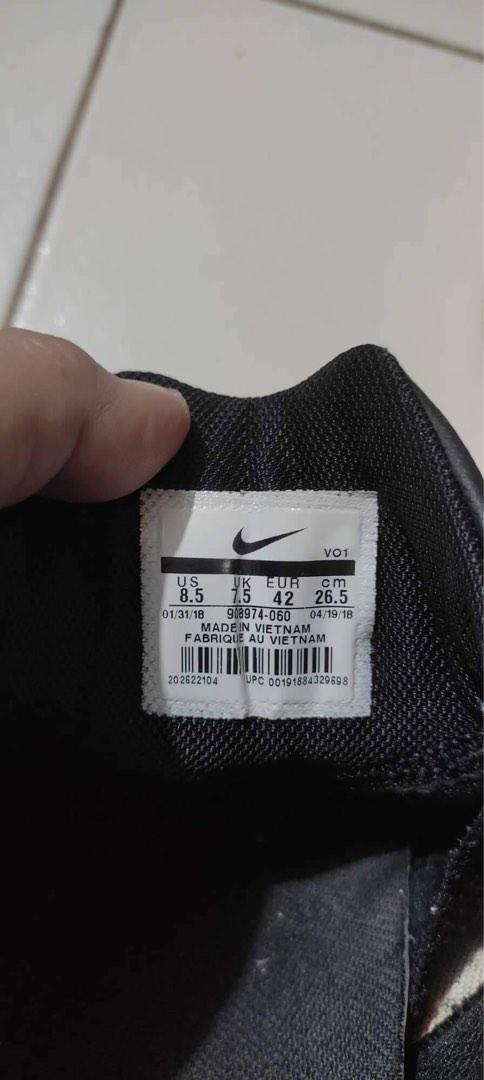 VO1
US UK EUR cm
8.5 7.5 42 26.5
01/31/18 908974-060 04/19/18
MADE IN VIETNAM
FABRIQUE AU VIETNAM
202622104 UPC 00191884329698